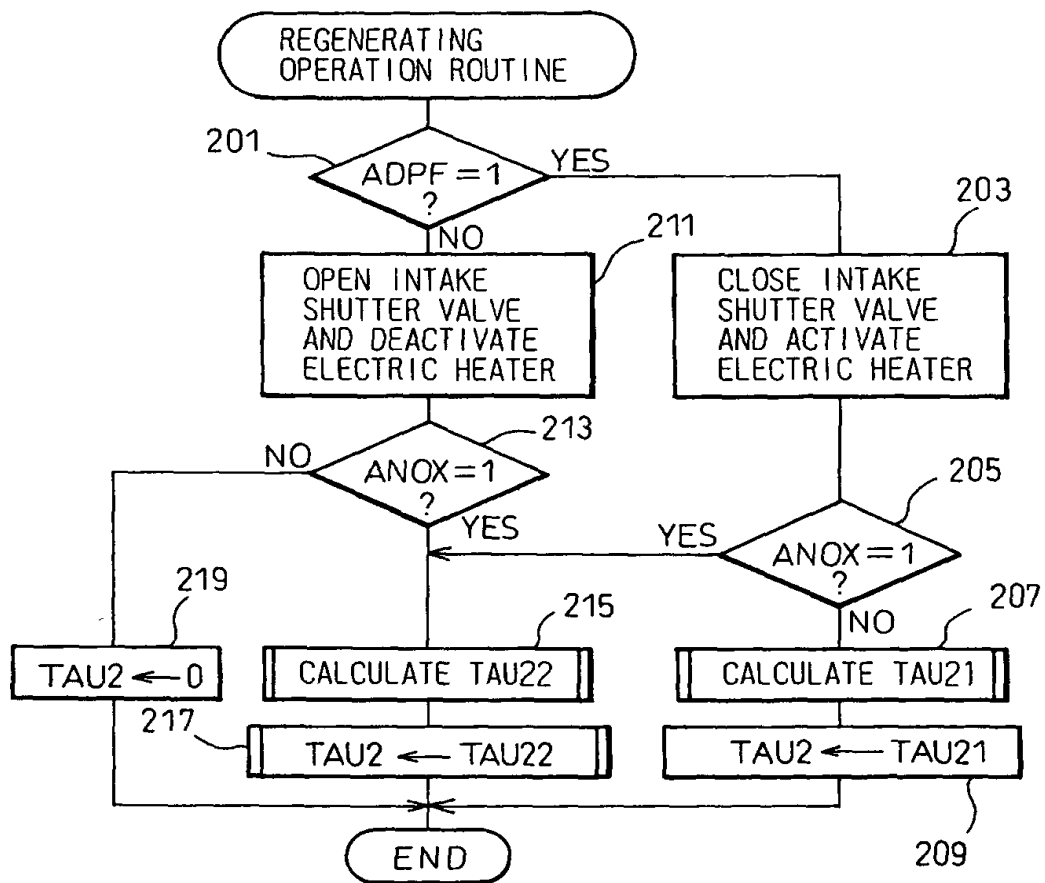 REGENERATING
OPERATION ROUTINE
201
ADPF=1
?
YES
NO
211
203
OPEN INTAKE
SHUTTER VALVE
AND DEACTIVATE
ELECTRIC HEATER
CLOSE INTAKE
SHUTTER VALVE
AND ACTIVATE
ELECTRIC HEATER
213
NO
ANOX=1
?
YES
205
YES
ANOX=1
?
NO
219
215
207
TAU2 ← 0
CALCULATE TAU22
CALCULATE TAU21
217
TAU2 ← TAU22
TAU2 ← TAU21
209
END